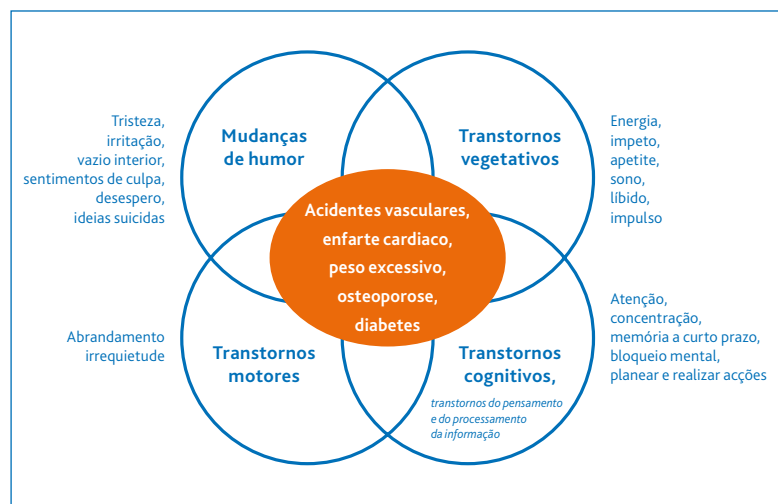 Tristeza,
irritação,
vazio interior,
sentimentos de culpa,
desespero,
ideias suicidas
Mudanças
de humor
Transtornos
vegetativos
Energia,
impeto,
apetite,
sono,
líbido,
impulso
Acidentes vasculares,
enfarte cardiaco,
peso excessivo,
osteoporose,
diabetes
Abrandamento
irrequietude
Transtornos
motores
Transtornos
cognitivos,
transtornos do pensamento
e do processamento
da informação
Atenção,
concentração,
memória a curto prazo,
bloqueio mental,
planear e realizar acções